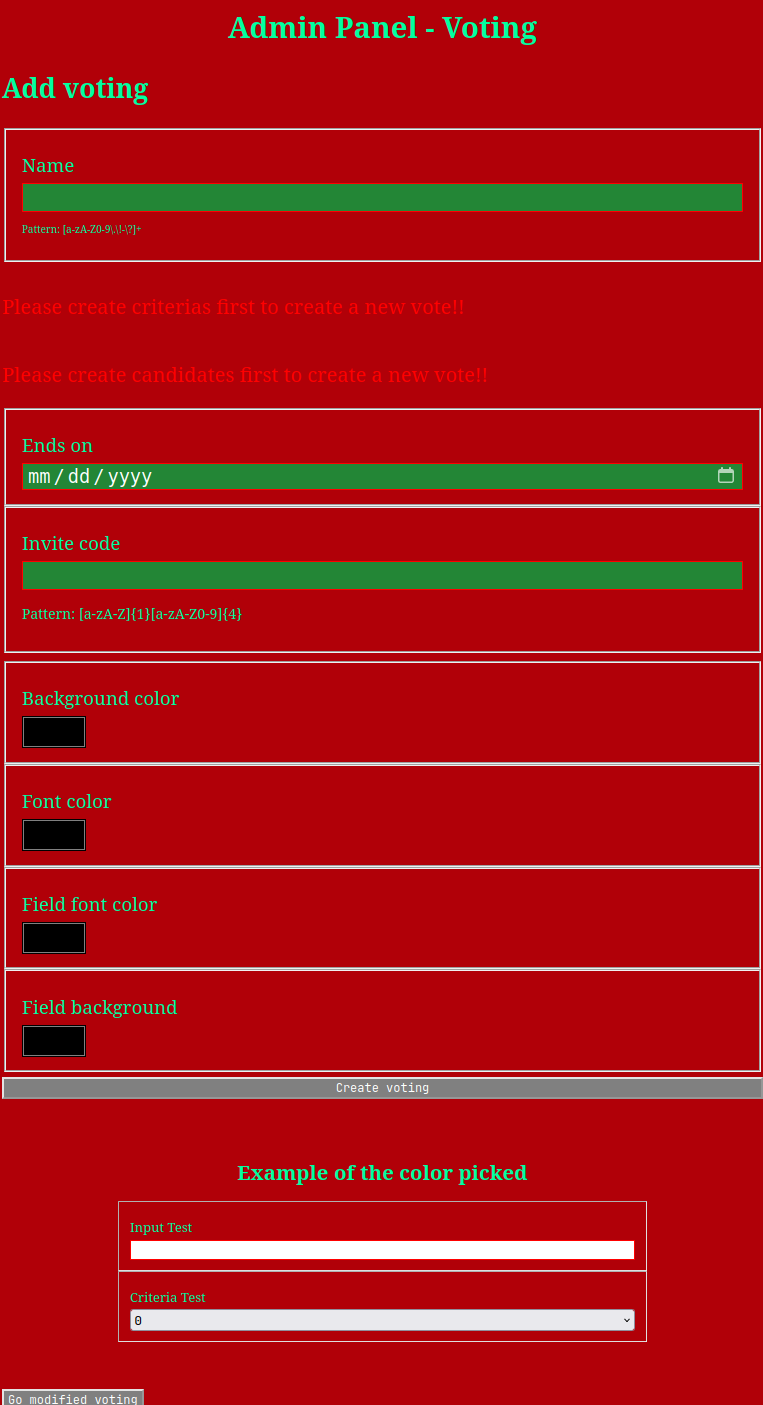 Admin Panel - Voting
Add voting
Name
Pattern: [a-zA-Z0-9\.\!-\?]+
Please create criterias first to create a new vote!!
Please create candidates first to create a new vote!!
Ends on
mm/dd/yyyy
Invite code
Pattern: [a-zA-Z]{1}[a-zA-Z0-9]{4}
Background color
Font color
Field font color
Field background
Create voting
Example of the color picked
Input Test
Criteria Test
0
Go modified voting